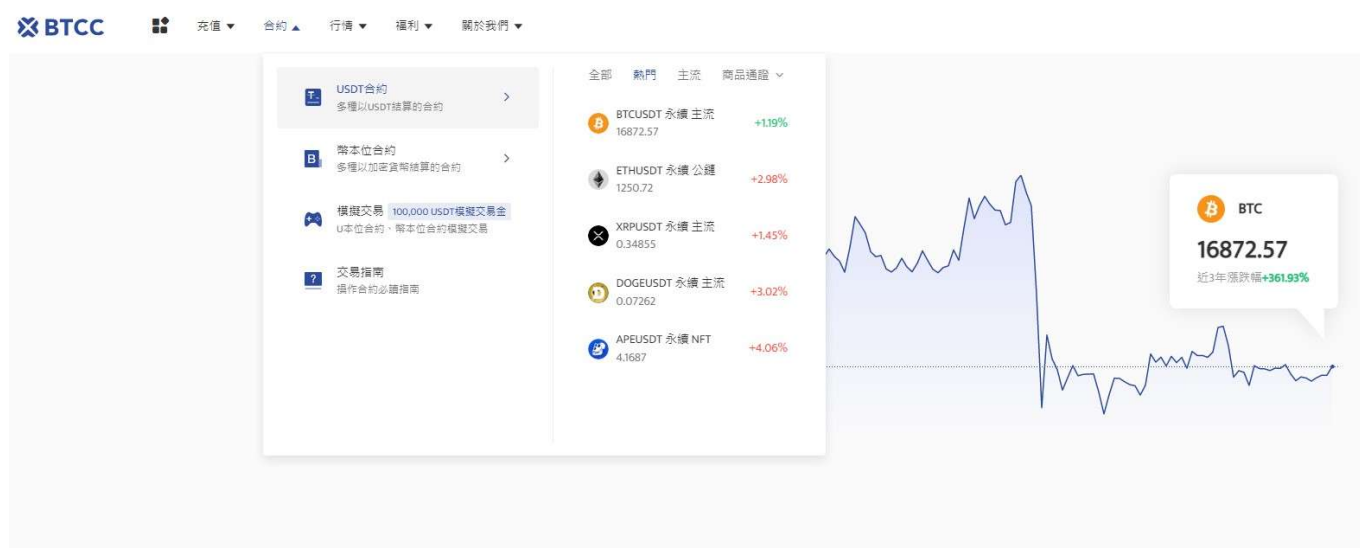 BTCC
充值 ▼
合約 ▲
行情 ▼
福利 ▼
關於我們 ▼
USDT合約
多種以USDT結算的合約
幣本位合約
多種以加密貨幣結算的合約
模擬交易 100,000 USDT模擬交易金
U本位合約、幣本位合約模擬交易
交易指南
操作合約必讀指南
全部 熱門 主流 商品通證
BTCUSDT 永續 主流
16872.57
+1.19%
ETHUSDT 永續 公鏈
1250.72
+2.98%
XRPUSDT 永續 主流
0.34855
+1.45%
DOGEUSDT 永續 主流
0.07262
+3.02%
APEUSDT 永續 NFT
4.1687
+4.06%
BTC
16872.57
近3年漲跌幅+361.93%